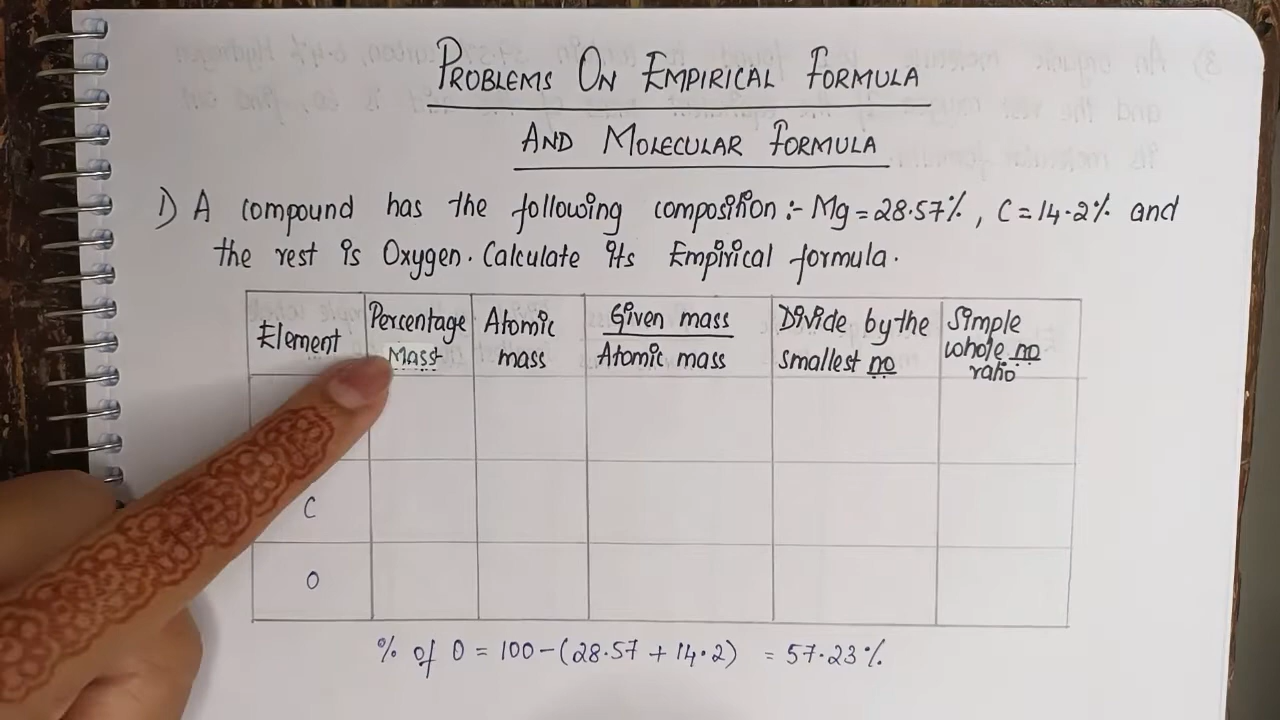 PROBLEMS ON EMPIRICAL FORMULA
AND MOLECULAR FORMULA
1) A compound has the following composition :- Mg = 28.57%, C = 14.2% and
the rest is Oxygen. Calculate its Empirical formula.
Element
Percentage
Mass
Atomic
mass
Given mass
Atomic mass
Divide by the
smallest no
Simple
whole no
ratio
C
O
% of O = 100 - (28.57 + 14.2) = 57.23%